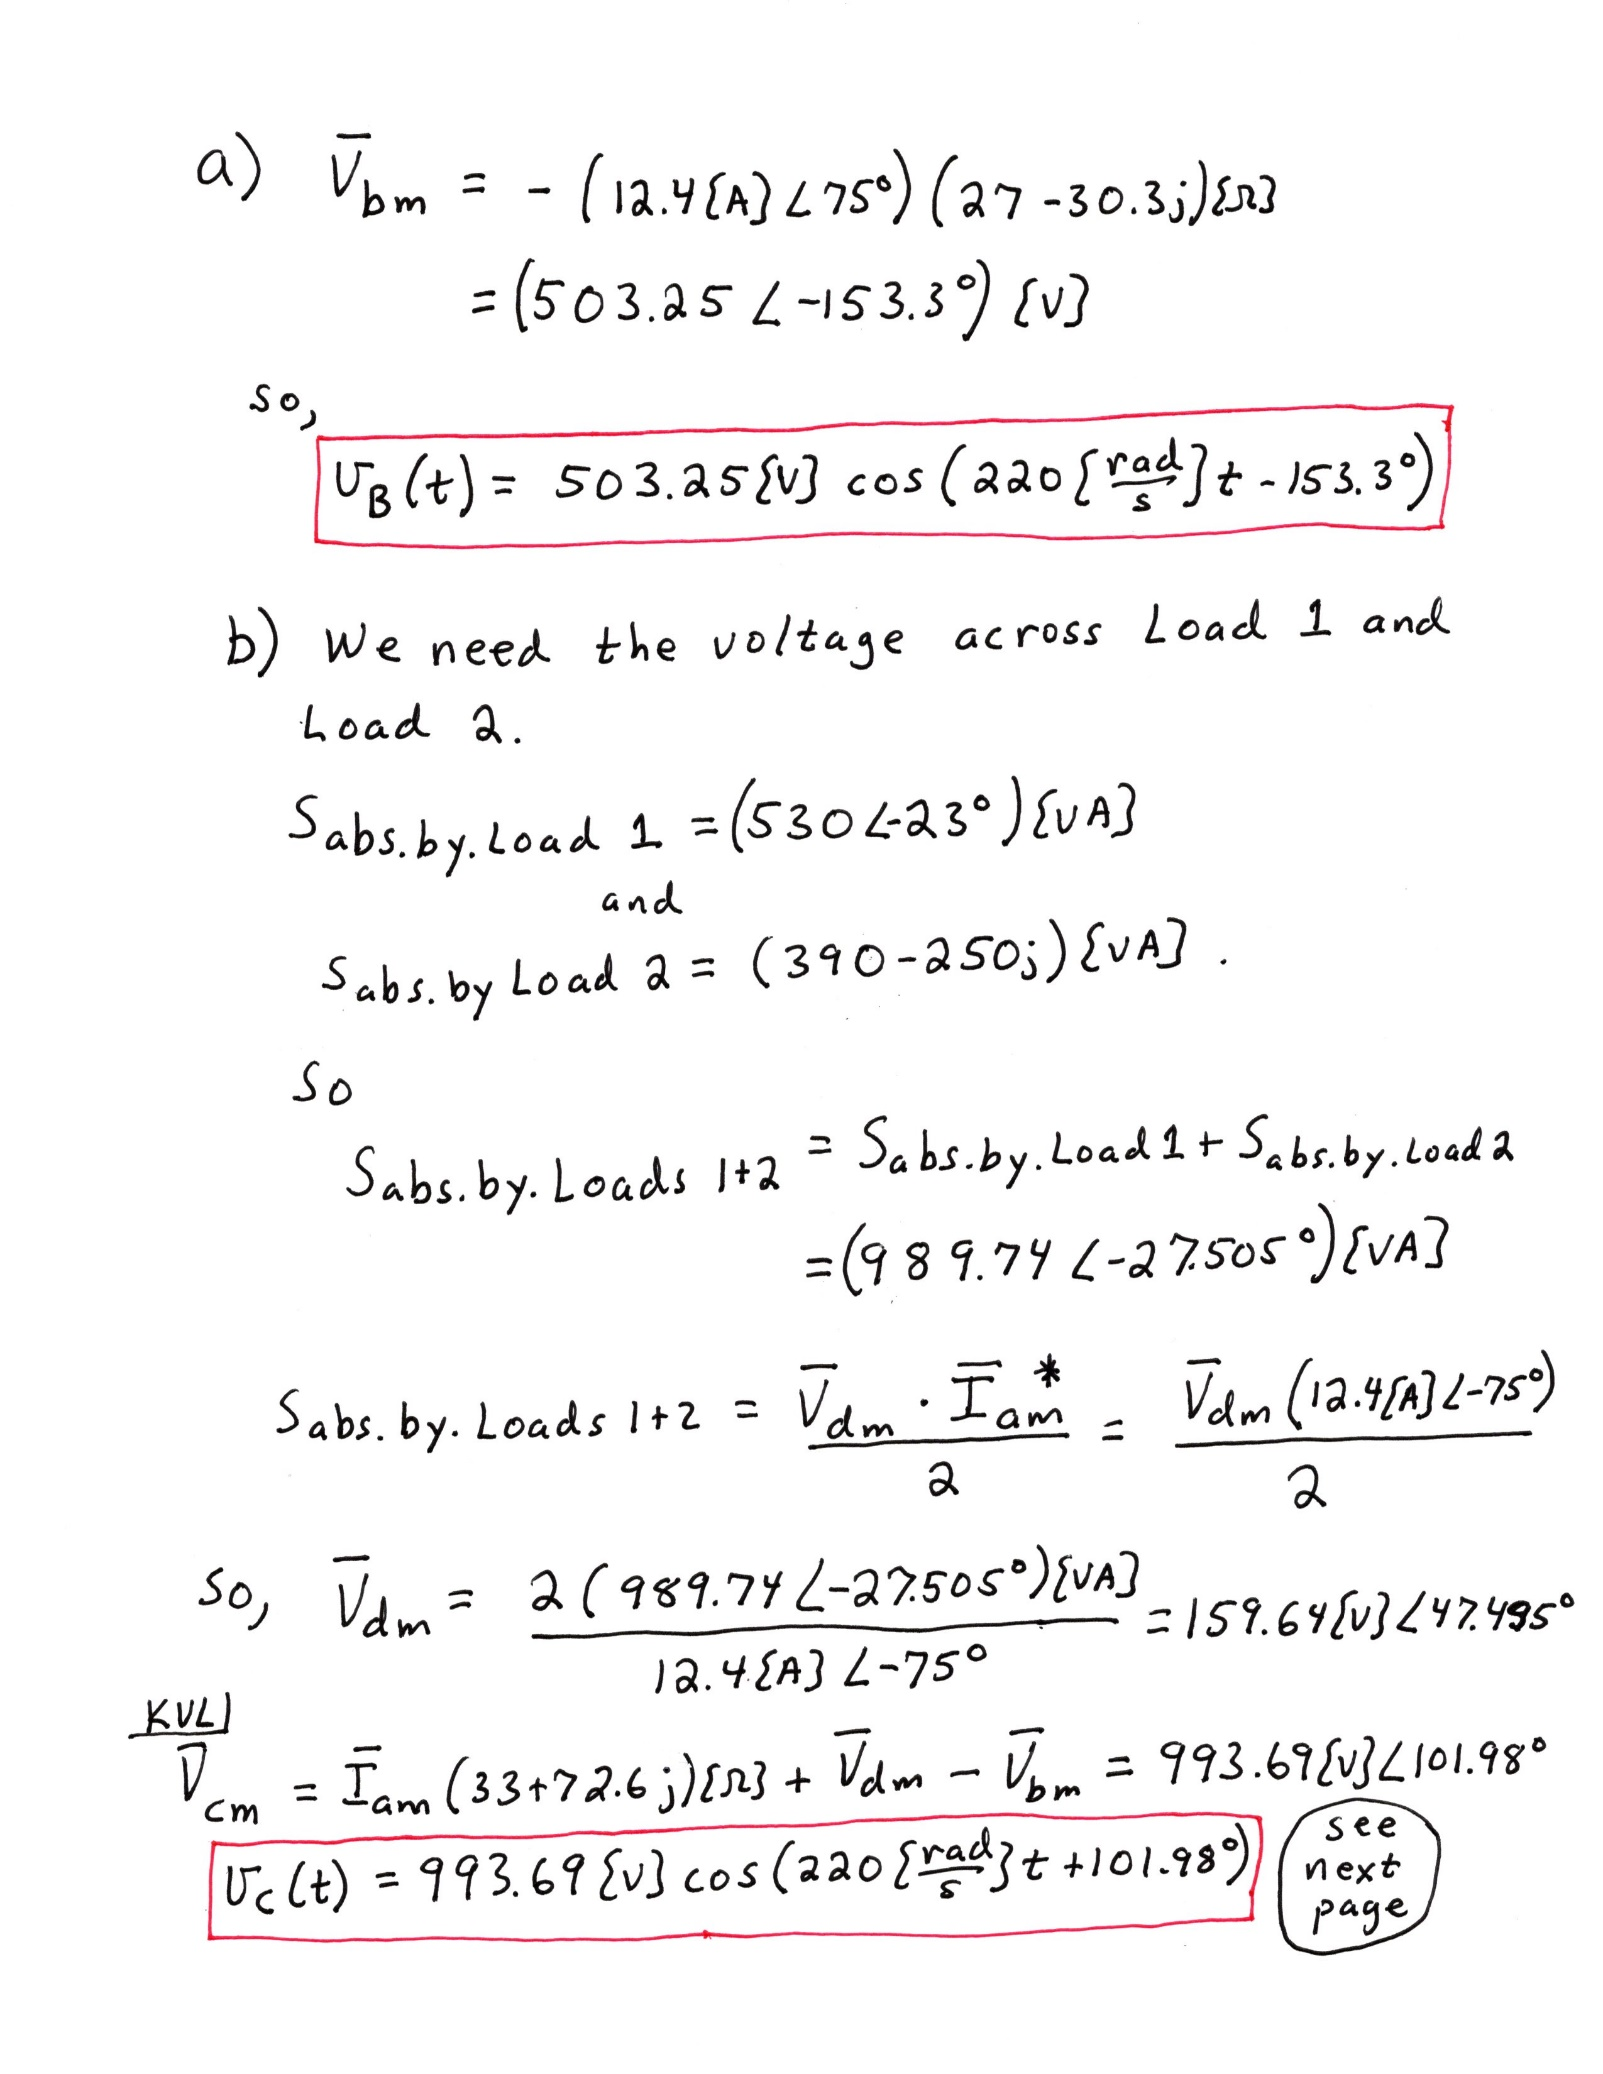 a) V̄bm = - (12.4{A} ∠75°) (27 -30.3j){Ω}
= (503.25 ∠-153.3°) {V}
so,
vB(t) = 503.25{V} cos(220{rad/s}t - 153.3°)
b) We need the voltage across Load 1 and
Load 2.
Sabs.by.Load 1 = (530∠-23°){VA}
and
Sabs.by Load 2 = (390-250j){VA}.
So
Sabs.by.Loads 1+2 = Sabs.by.Load 1 + Sabs.by.Load 2
= (989.74 ∠-27.505°){VA}
Sabs.by.Loads 1+2 = V̄dm · Īam* / 2 = V̄dm (12.4{A}∠-75°) / 2
So, V̄dm = 2(989.74 ∠-27.505°){VA} / 12.4{A} ∠-75° = 159.64{V}∠47.495°
KVL)
V̄cm = Īam (33+72.6j){Ω} + V̄dm - V̄bm = 993.69{V}∠101.98°
vC(t) = 993.69{V} cos(220{rad/s}t +101.98°)
see
next
page